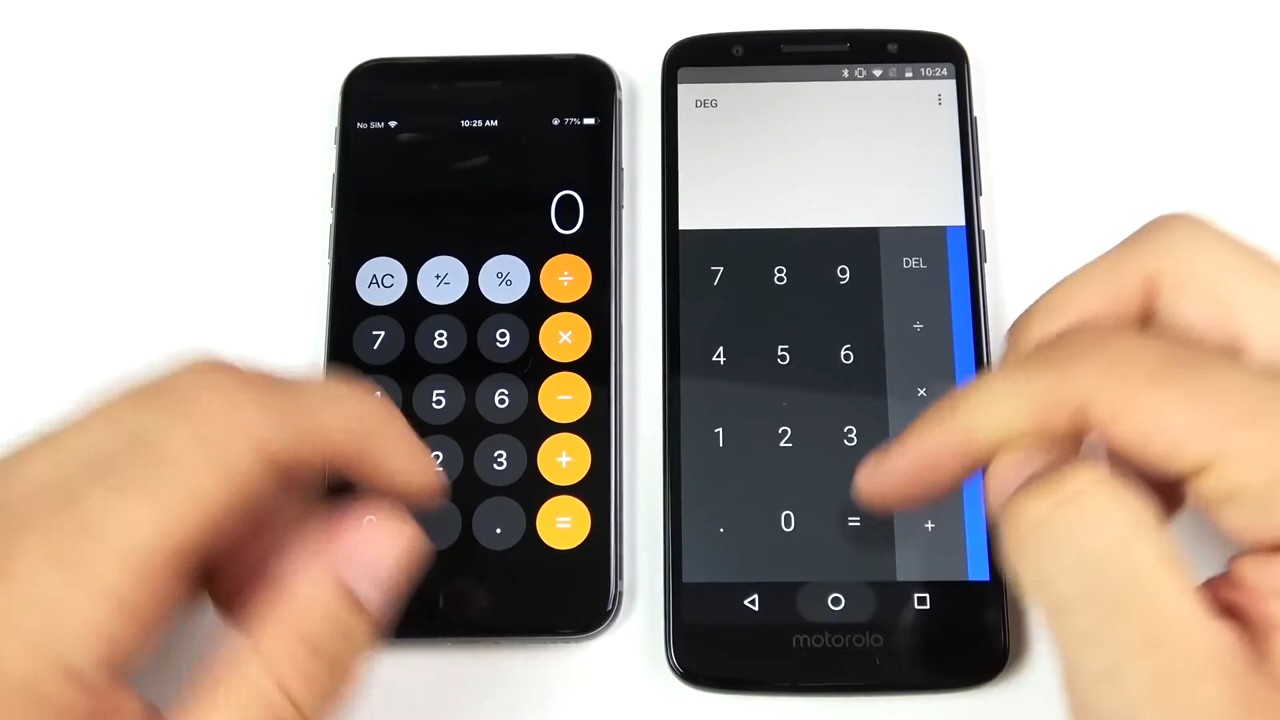 No SIM 10:25 AM 77%
0
AC +/- % ÷
7 8 9 ×
5 6 −
2 3 +
. =
10:24
DEG
7 8 9 DEL
÷
4 5 6
×
1 2 3
. 0 = +
motorola